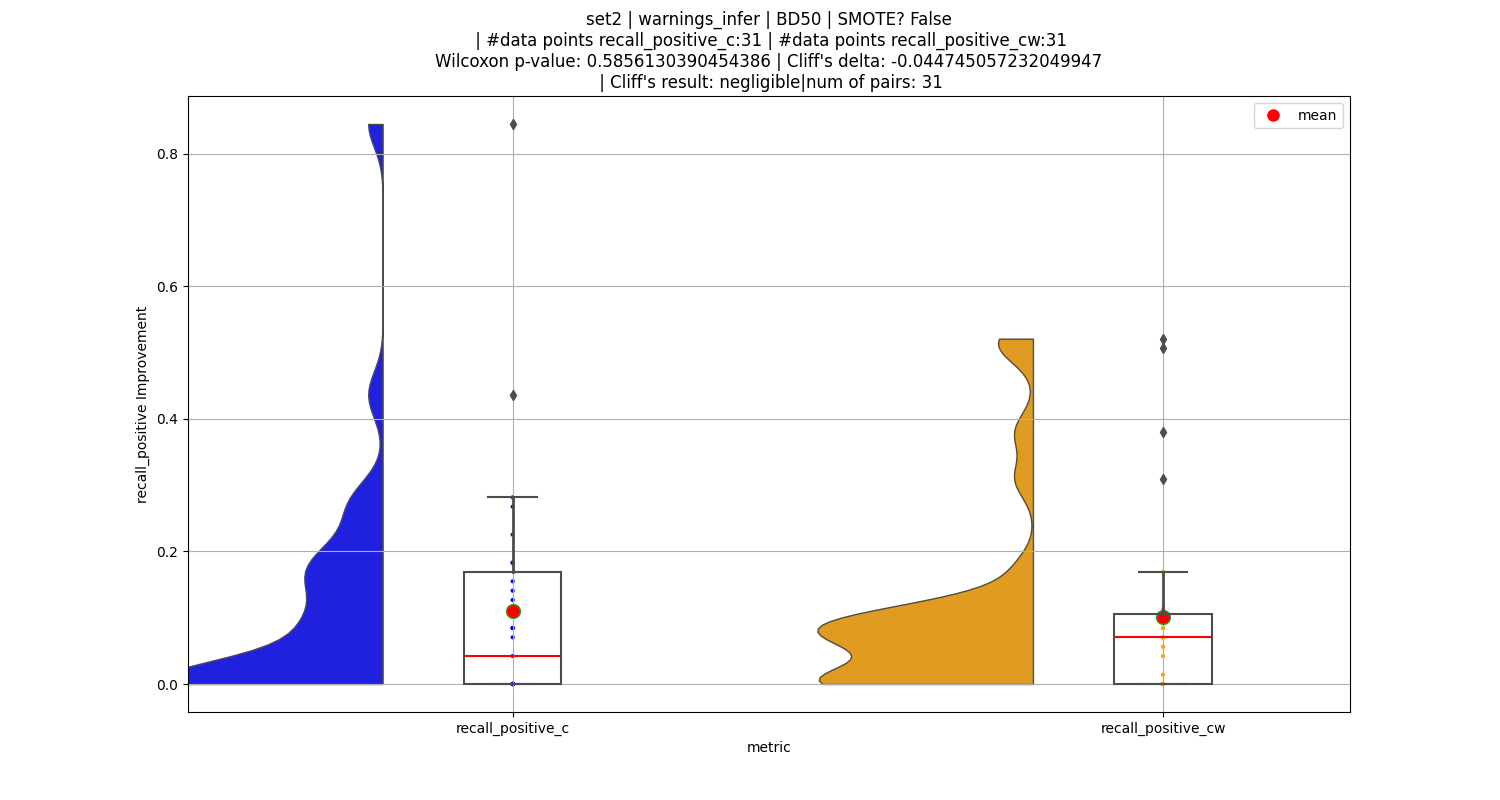 set2 | warnings_infer | BD50 | SMOTE? False
| #data points recall_positive_c:31 | #data points recall_positive_cw:31
Wilcoxon p-value: 0.5856130390454386 | Cliff's delta: -0.044745057232049947
| Cliff's result: negligible|num of pairs: 31
mean
0.8
0.6
0.4
0.2
0.0
recall_positive Improvement
recall_positive_c
recall_positive_cw
metric